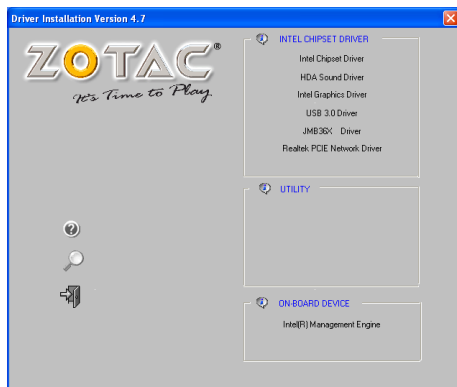 Driver Installation Version 4.7
ZOTAC®
It's Time to Play
INTEL CHIPSET DRIVER
Intel Chipset Driver
HDA Sound Driver
Intel Graphics Driver
USB 3.0 Driver
JMB36X Driver
Realtek PCIE Network Driver
UTILITY
ON-BOARD DEVICE
Intel(R) Management Engine